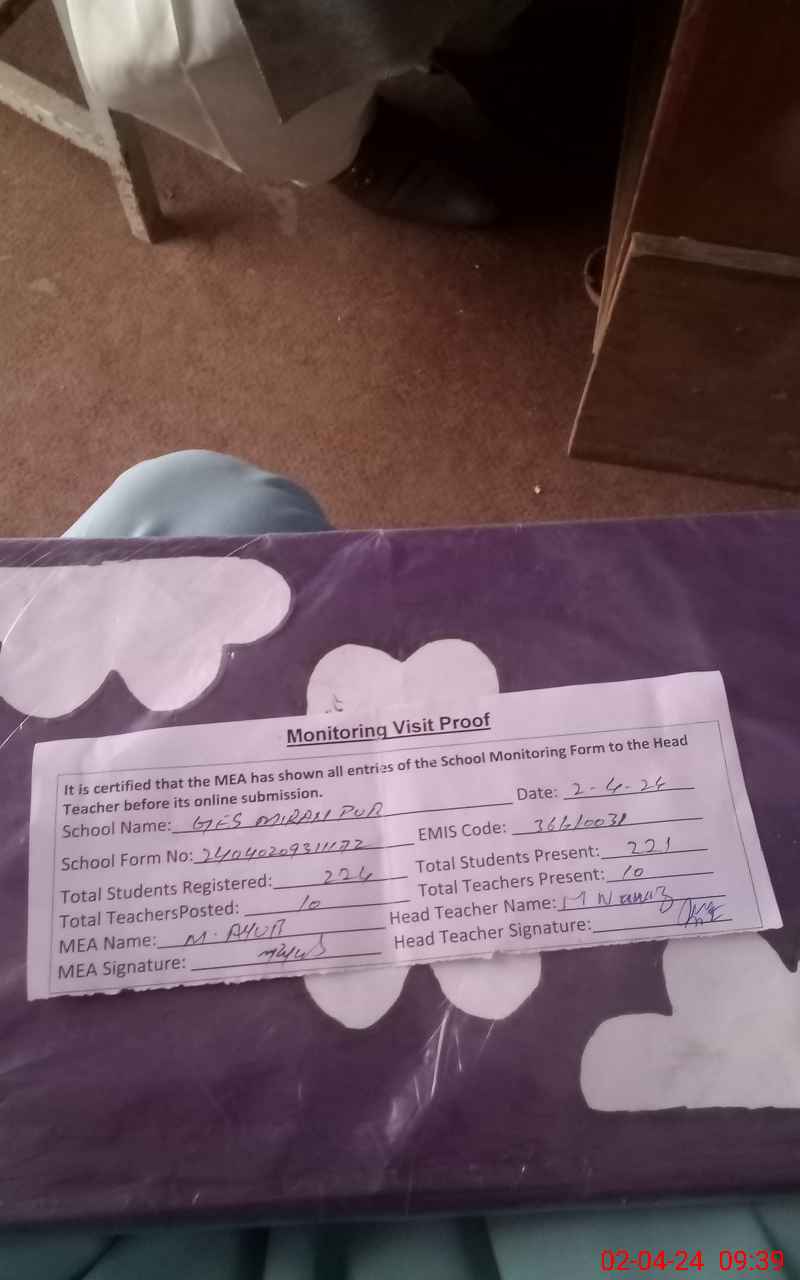 Monitoring Visit Proof
It is certified that the MEA has shown all entries of the School Monitoring Form to the Head
Teacher before its online submission.
School Name: GES MIRAN PUR Date: 2-4-24
School Form No: EMIS Code:
Total Students Registered: 224 Total Students Present: 221
Total TeachersPosted: 10 Total Teachers Present: 10
MEA Name: M. AYUB Head Teacher Name: M Nawaz
MEA Signature: Head Teacher Signature:
02-04-24 09:39